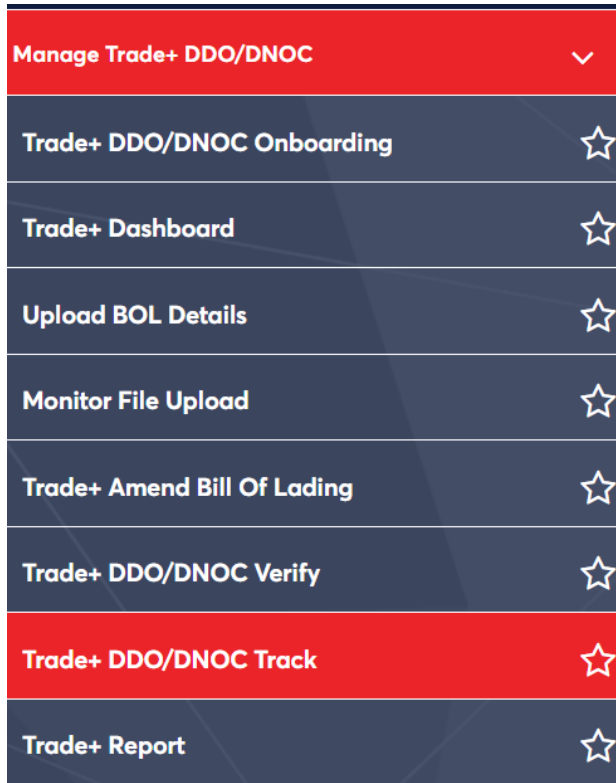 Manage Trade+ DDO/DNOC
Trade+ DDO/DNOC Onboarding
Trade+ Dashboard
Upload BOL Details
Monitor File Upload
Trade+ Amend Bill Of Lading
Trade+ DDO/DNOC Verify
Trade+ DDO/DNOC Track
Trade+ Report